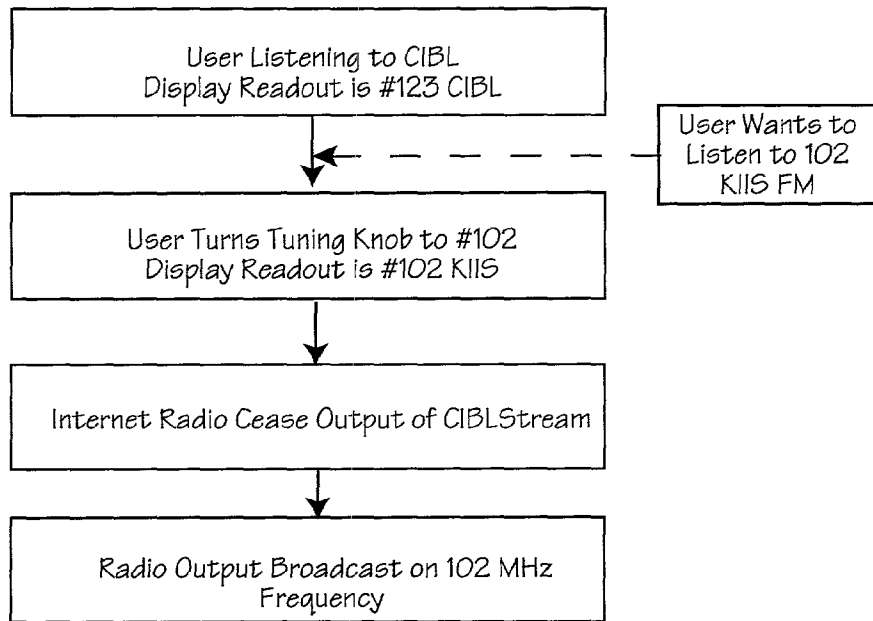 User Listening to CIBL
Display Readout is #123 CIBL
User Wants to
Listen to 102
KIIS FM
User Turns Tuning Knob to #102
Display Readout is #102 KIIS
Internet Radio Cease Output of CIBLStream
Radio Output Broadcast on 102 MHz
Frequency